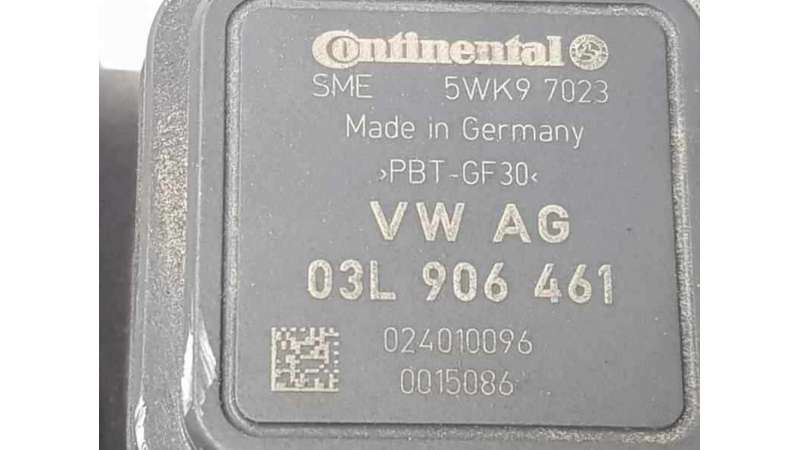 Continental
SME 5WK9 7023
Made in Germany
>PBT-GF30<
VW AG
03L 906 461
024010096
0015086